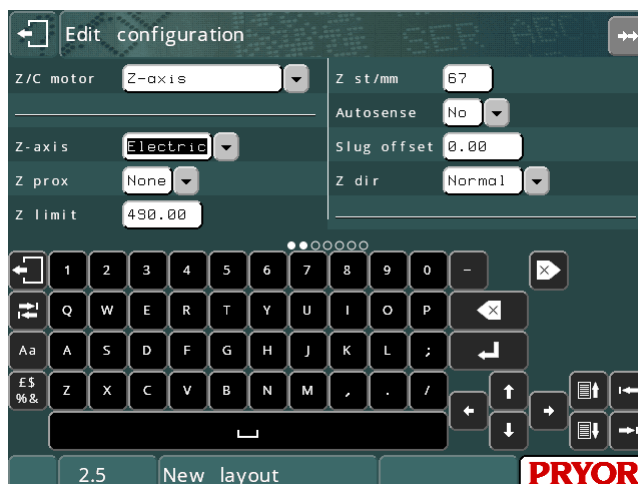 Edit configuration
Z/C motor Z-axis
Z-axis Electric
Z prox None
Z limit 490.00
Z st/mm 67
Autosense No
Slug offset 0.00
Z dir Normal
1 2 3 4 5 6 7 8 9 0 -
Q W E R T Y U I O P
Aa A S D F G H J K L ;
£$
%& Z X C V B N M , . /
2.5 New layout PRYOR